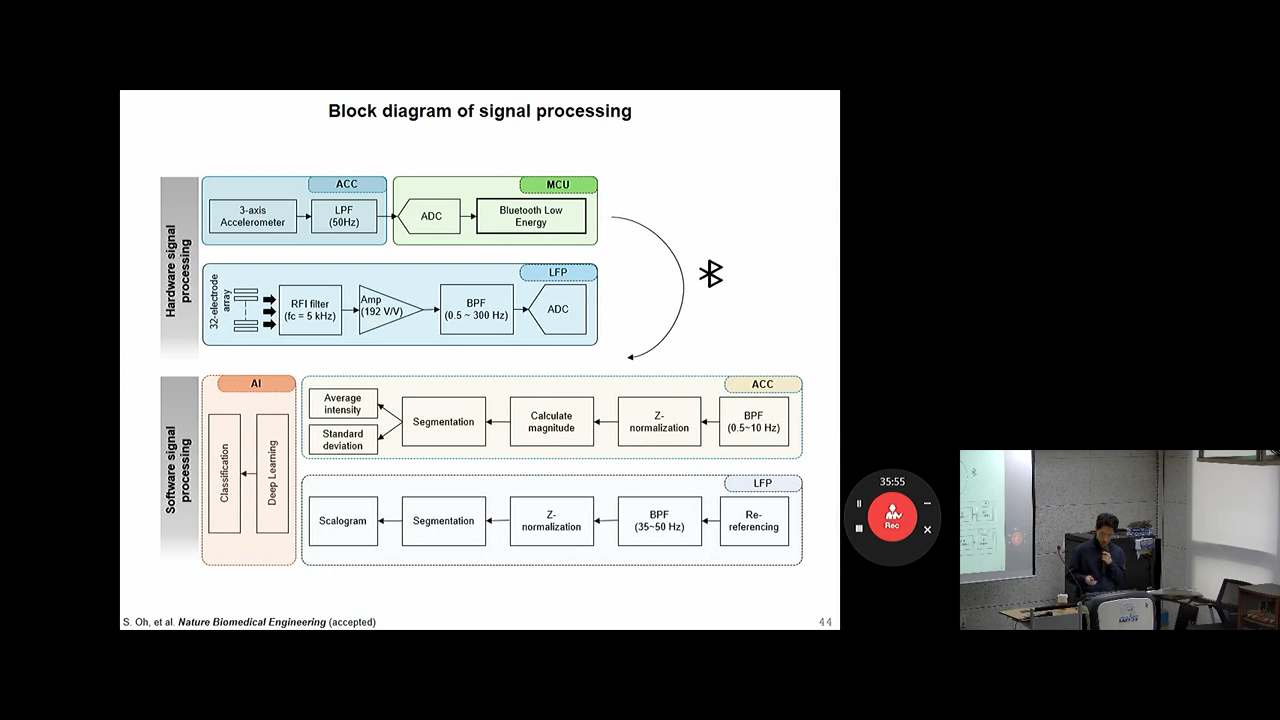 Block diagram of signal processing
Hardware signal
processing
ACC
3-axis
Accelerometer
LPF
(50Hz)
MCU
ADC
Bluetooth Low
Energy
LFP
32-electrode
array
RFI filter
(fc = 5 kHz)
Amp
(192 V/V)
BPF
(0.5 ~ 300 Hz)
ADC
Software signal
processing
AI
Classification
Deep Learning
ACC
Average
intensity
Standard
deviation
Segmentation
Calculate
magnitude
Z-
normalization
BPF
(0.5~10 Hz)
LFP
Scalogram
Segmentation
Z-
normalization
BPF
(35~50 Hz)
Re-
referencing
S. Oh, et al. Nature Biomedical Engineering (accepted)
44
35:55
Rec